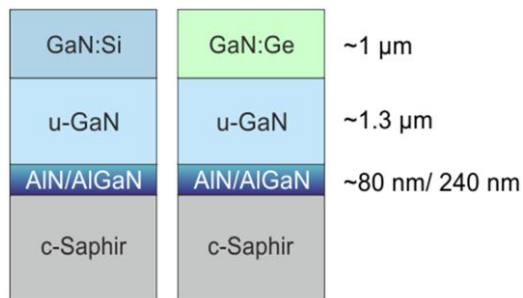 GaN:Si GaN:Ge ~1 µm
u-GaN u-GaN ~1.3 µm
AlN/AlGaN AlN/AlGaN ~80 nm/ 240 nm
c-Saphir c-Saphir